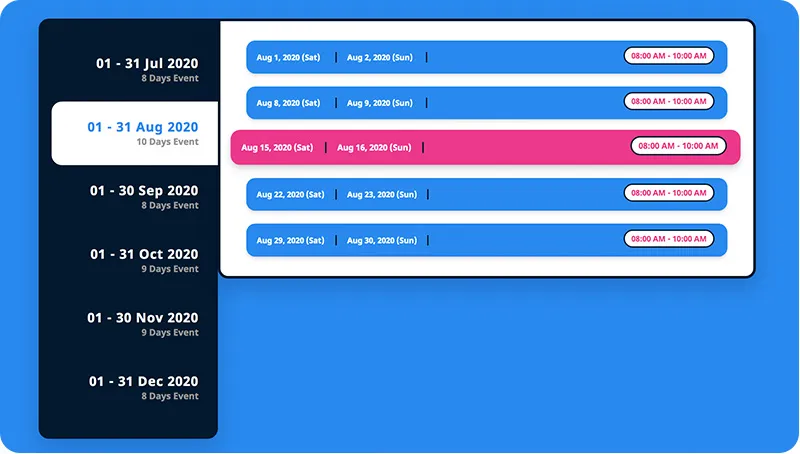 01 - 31 Jul 2020
8 Days Event
01 - 31 Aug 2020
10 Days Event
01 - 30 Sep 2020
8 Days Event
01 - 31 Oct 2020
9 Days Event
01 - 30 Nov 2020
9 Days Event
01 - 31 Dec 2020
8 Days Event
Aug 1, 2020 (Sat) | Aug 2, 2020 (Sun) | 08:00 AM - 10:00 AM
Aug 8, 2020 (Sat) | Aug 9, 2020 (Sun) | 08:00 AM - 10:00 AM
Aug 15, 2020 (Sat) | Aug 16, 2020 (Sun) | 08:00 AM - 10:00 AM
Aug 22, 2020 (Sat) | Aug 23, 2020 (Sun) | 08:00 AM - 10:00 AM
Aug 29, 2020 (Sat) | Aug 30, 2020 (Sun) | 08:00 AM - 10:00 AM